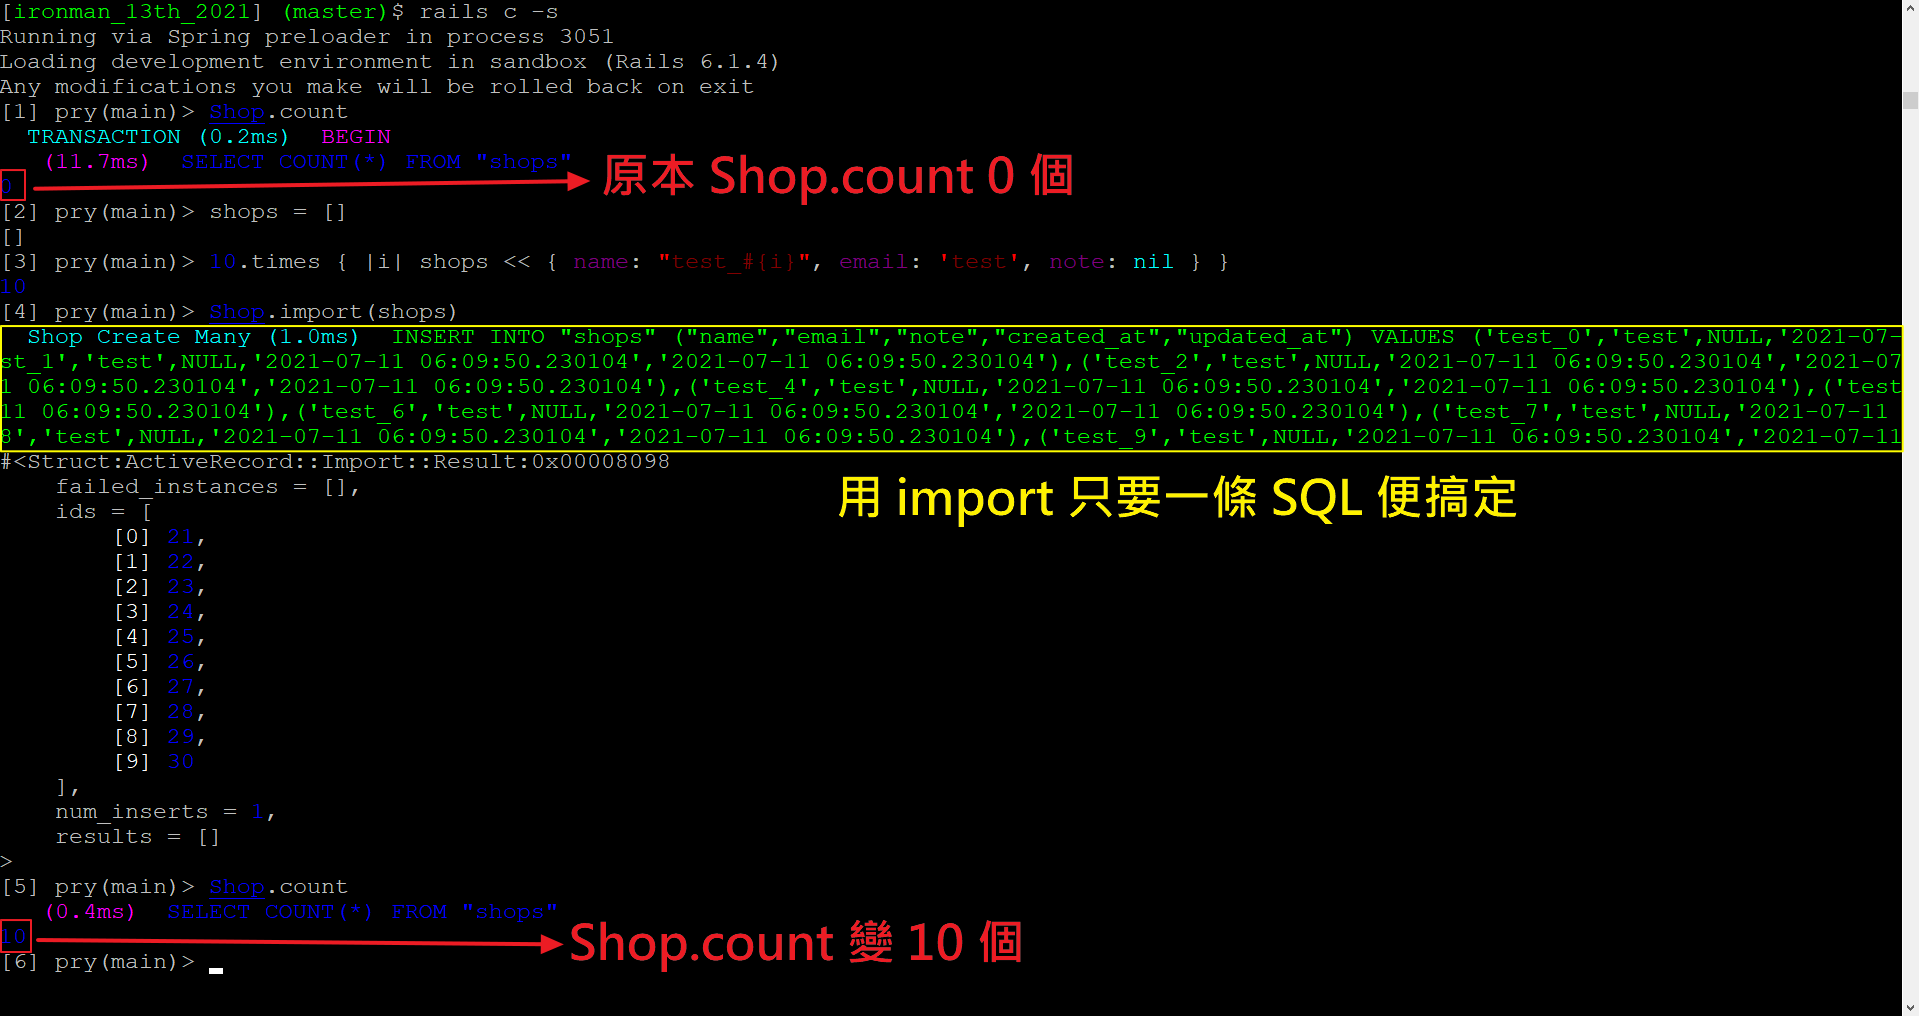 [ironman_13th_2021] (master)$ rails c -s
Running via Spring preloader in process 3051
Loading development environment in sandbox (Rails 6.1.4)
Any modifications you make will be rolled back on exit
[1] pry(main)> Shop.count
TRANSACTION (0.2ms)  BEGIN
(11.7ms)  SELECT COUNT(*) FROM "shops"
0
原本 Shop.count 0 個
[2] pry(main)> shops = []
[]
[3] pry(main)> 10.times { |i| shops << { name: "test_#{i}", email: 'test', note: nil } }
10
[4] pry(main)> Shop.import(shops)
Shop Create Many (1.0ms)  INSERT INTO "shops" ("name","email","note","created_at","updated_at") VALUES ('test_0','test',NULL,'2021-07-
st_1','test',NULL,'2021-07-11 06:09:50.230104','2021-07-11 06:09:50.230104'),('test_2','test',NULL,'2021-07-11 06:09:50.230104','2021-07
1 06:09:50.230104'),('test_4','test',NULL,'2021-07-11 06:09:50.230104','2021-07-11 06:09:50.230104'),('test
11 06:09:50.230104'),('test_6','test',NULL,'2021-07-11 06:09:50.230104','2021-07-11 06:09:50.230104'),('test_7','test',NULL,'2021-07-11
8','test',NULL,'2021-07-11 06:09:50.230104','2021-07-11 06:09:50.230104'),('test_9','test',NULL,'2021-07-11 06:09:50.230104','2021-07-11
#<Struct:ActiveRecord::Import::Result:0x00008098
failed_instances = [],
用 import 只要一條 SQL 便搞定
ids = [
[0] 21,
[1] 22,
[2] 23,
[3] 24,
[4] 25,
[5] 26,
[6] 27,
[7] 28,
[8] 29,
[9] 30
],
num_inserts = 1,
results = []
>
[5] pry(main)> Shop.count
(0.4ms)  SELECT COUNT(*) FROM "shops"
10
Shop.count 變 10 個
[6] pry(main)>